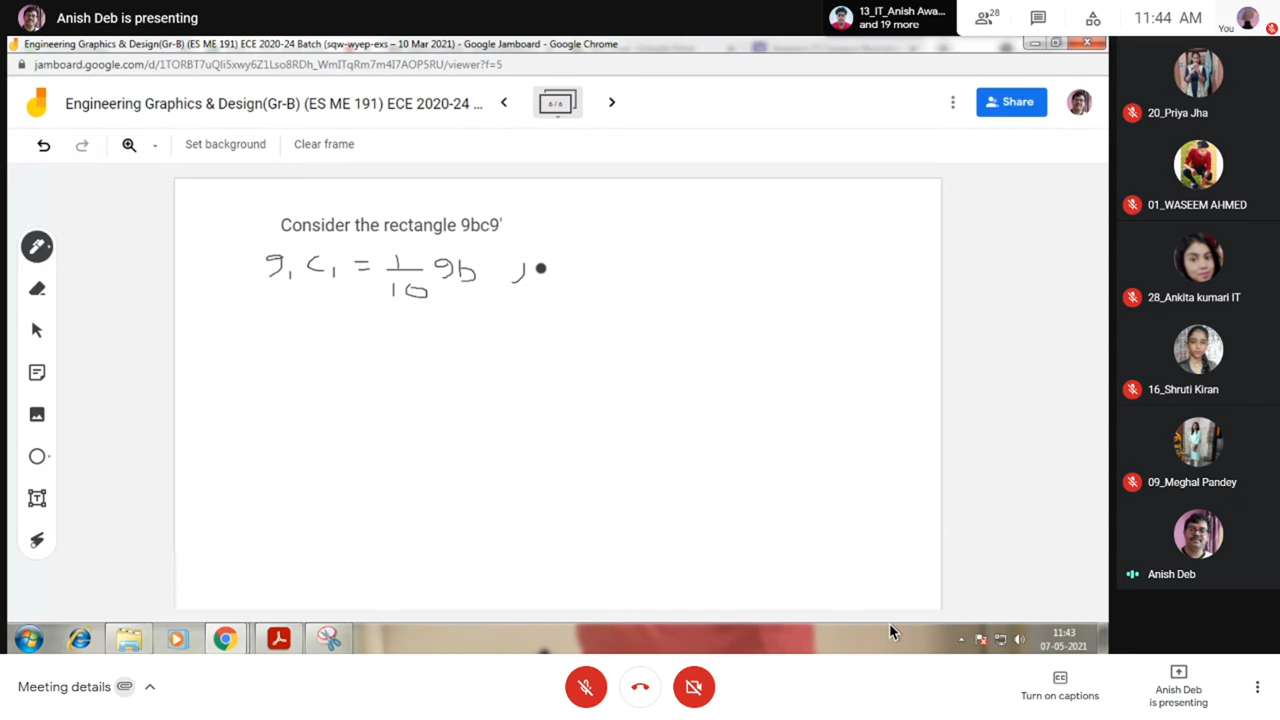 Anish Deb is presenting
13_IT_Anish Awa...
and 19 more
28
11:44 AM
You
Engineering Graphics & Design(Gr-B) (ES ME 191) ECE 2020-24 Batch (sqw-wyep-exs – 10 Mar 2021) - Google Jamboard - Google Chrome
jamboard.google.com/d/1TORBT7uQli5xwy6Z1Lso8RDh_WmITqRm7m4I7AOP5RU/viewer?f=5
Engineering Graphics & Design(Gr-B) (ES ME 191) ECE 2020-24 ...
6 / 6
Share
Set background
Clear frame
Consider the rectangle 9bc9'
9₁ c₁ = 1/10 9b ,
20_Priya Jha
01_WASEEM AHMED
28_Ankita kumari IT
16_Shruti Kiran
09_Meghal Pandey
Anish Deb
11:43
07-05-2021
Meeting details
Turn on captions
Anish Deb
is presenting